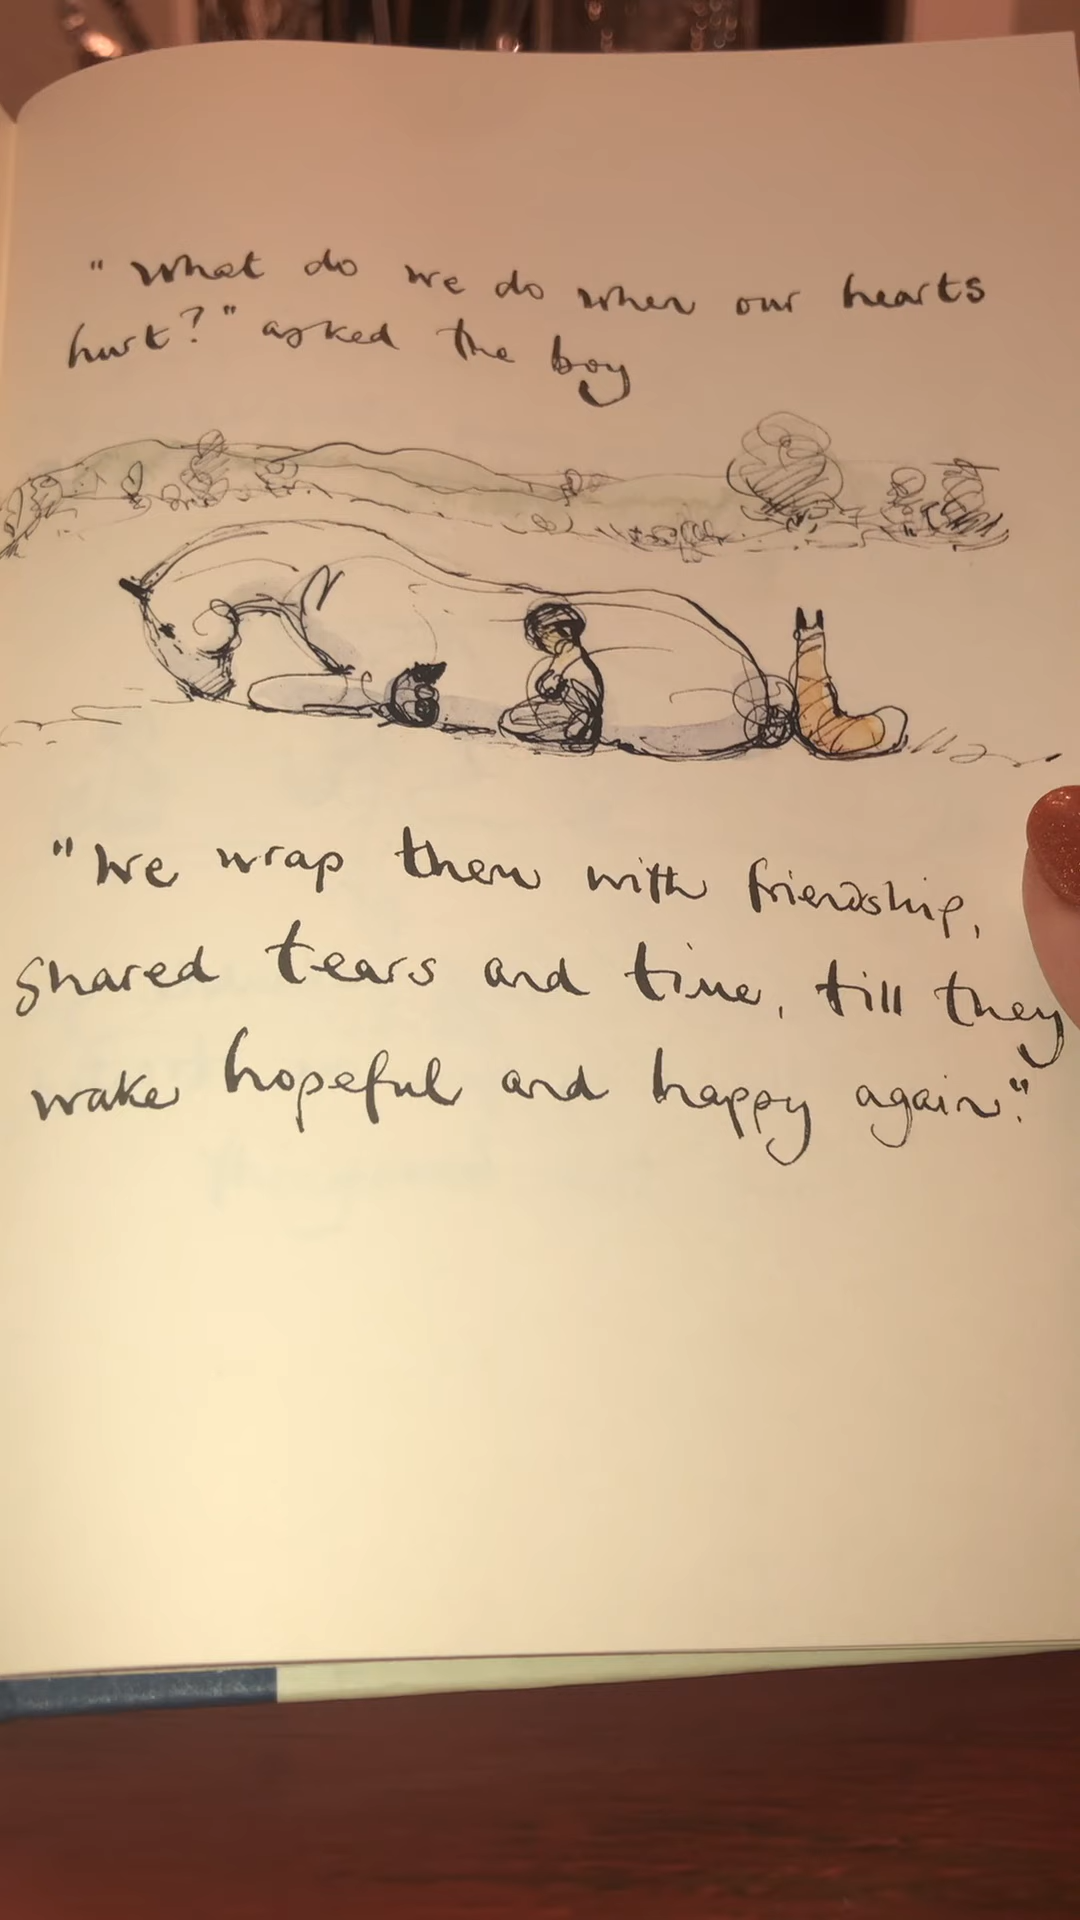 "What do we do when our hearts
hurt?" asked the boy
"We wrap them with friendship,
shared tears and time, till they
wake hopeful and happy again."